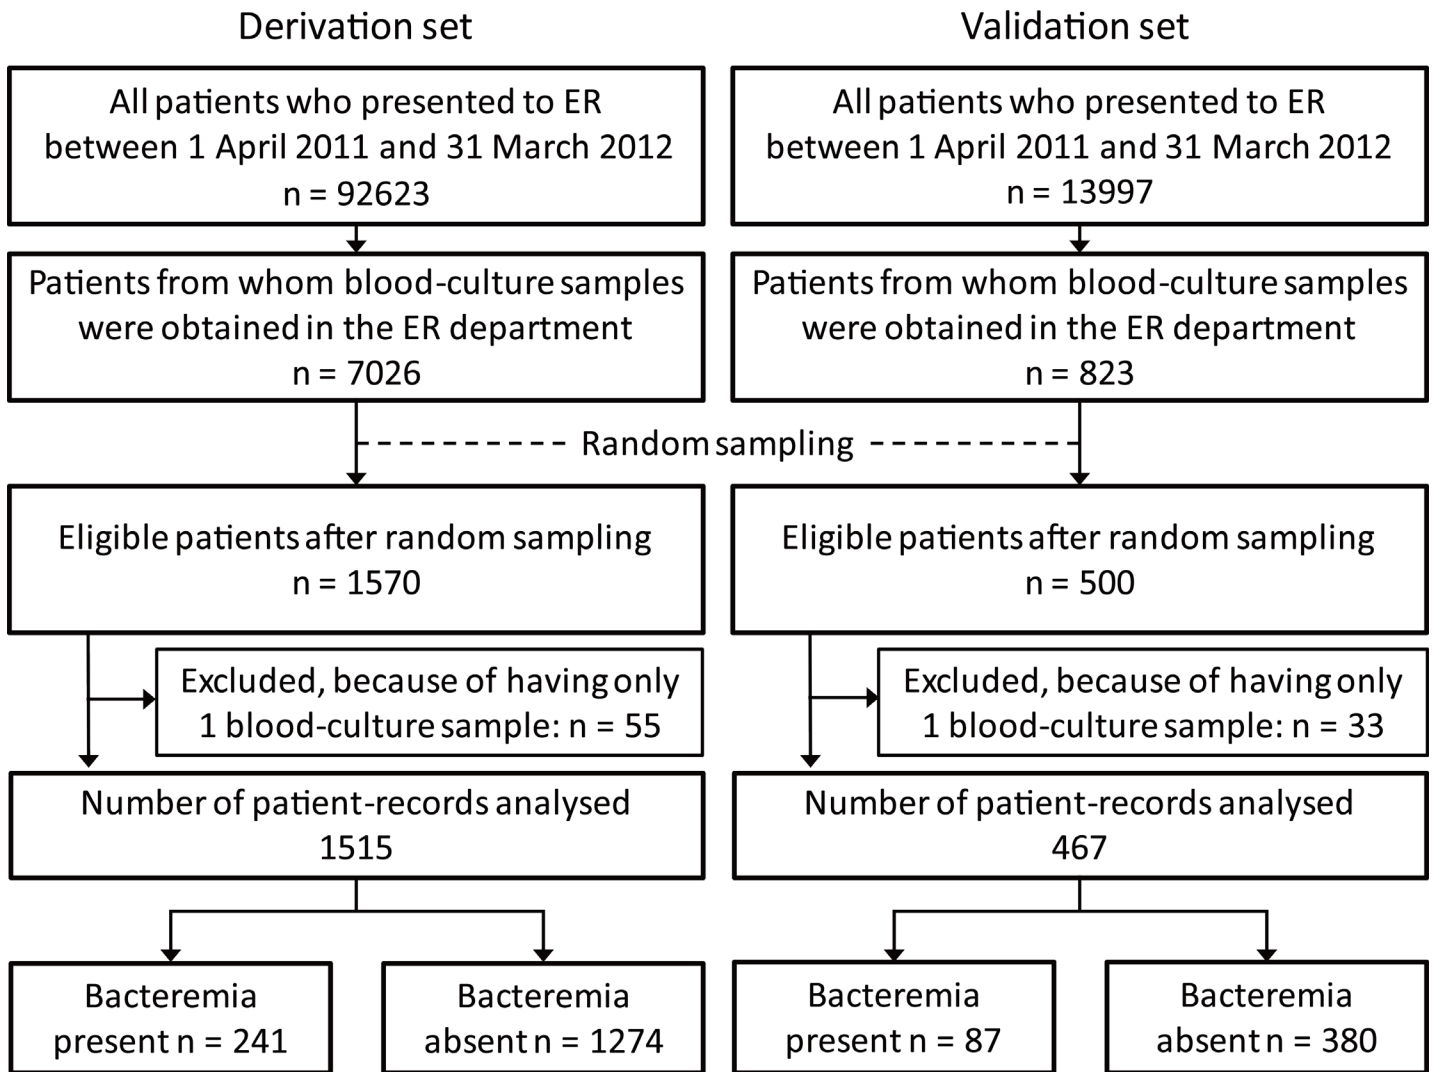 Derivation set
All patients who presented to ER
between 1 April 2011 and 31 March 2012
n = 92623
Patients from whom blood-culture samples
were obtained in the ER department
n = 7026
Validation set
All patients who presented to ER
between 1 April 2011 and 31 March 2012
n = 13997
Patients from whom blood-culture samples
were obtained in the ER department
n = 823
Random sampling
Eligible patients after random sampling
n = 1570
Excluded, because of having only
1 blood-culture sample: n = 55
Number of patient-records analysed
1515
Bacteremia
present n = 241
Bacteremia
absent n = 1274
Eligible patients after random sampling
n = 500
Excluded, because of having only
1 blood-culture sample: n = 33
Number of patient-records analysed
467
Bacteremia
present n = 87
Bacteremia
absent n = 380